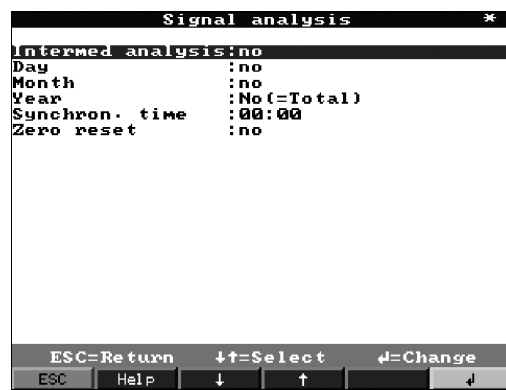 Signal analysis *
Intermed analysis:no
Day :no
Month :no
Year :No(=Total)
Synchron. time :00:00
Zero reset :no
ESC=Return ↓↑=Select ↲=Change
ESC Help ↓ ↑ ↲